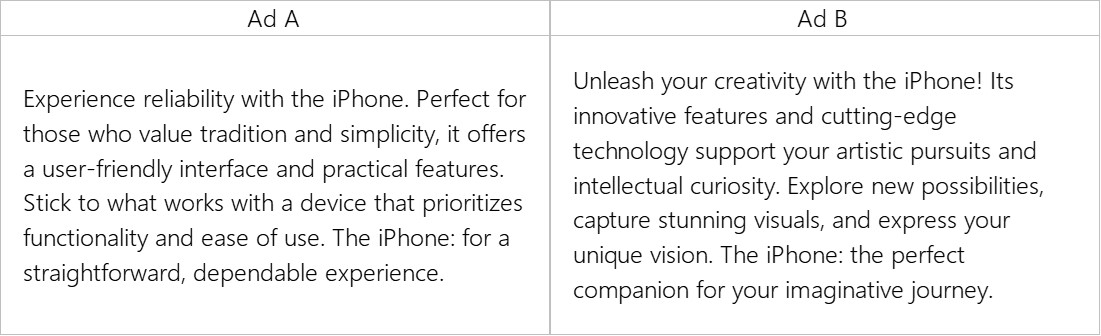 Ad A
Ad B
Experience reliability with the iPhone. Perfect for
those who value tradition and simplicity, it offers
a user-friendly interface and practical features.
Stick to what works with a device that prioritizes
functionality and ease of use. The iPhone: for a
straightforward, dependable experience.
Unleash your creativity with the iPhone! Its
innovative features and cutting-edge
technology support your artistic pursuits and
intellectual curiosity. Explore new possibilities,
capture stunning visuals, and express your
unique vision. The iPhone: the perfect
companion for your imaginative journey.